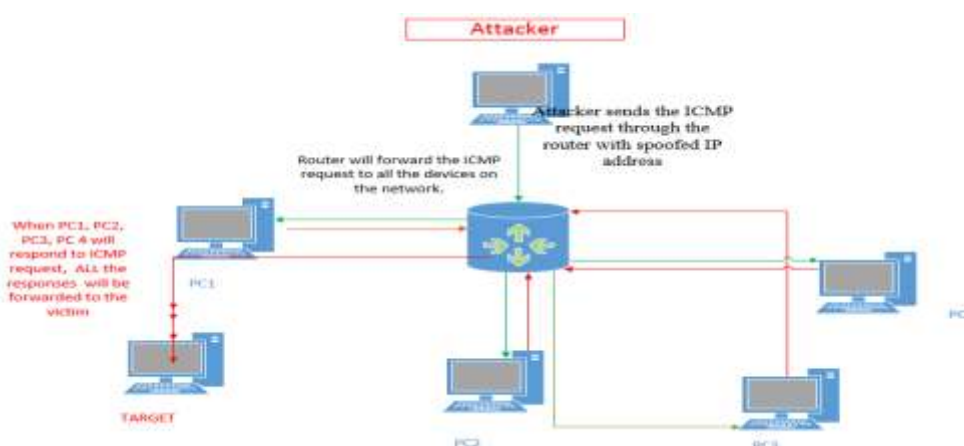 Attacker
Attacker sends the ICMP
request through the
router with spoofed IP
address
Router will forward the ICMP
request to all the devices on
the network.
When PC1, PC2,
PC3, PC 4 will
respond to ICMP
request, ALL the
responses will be
forwarded to the
victim
PC1
PC
TARGET
PC2